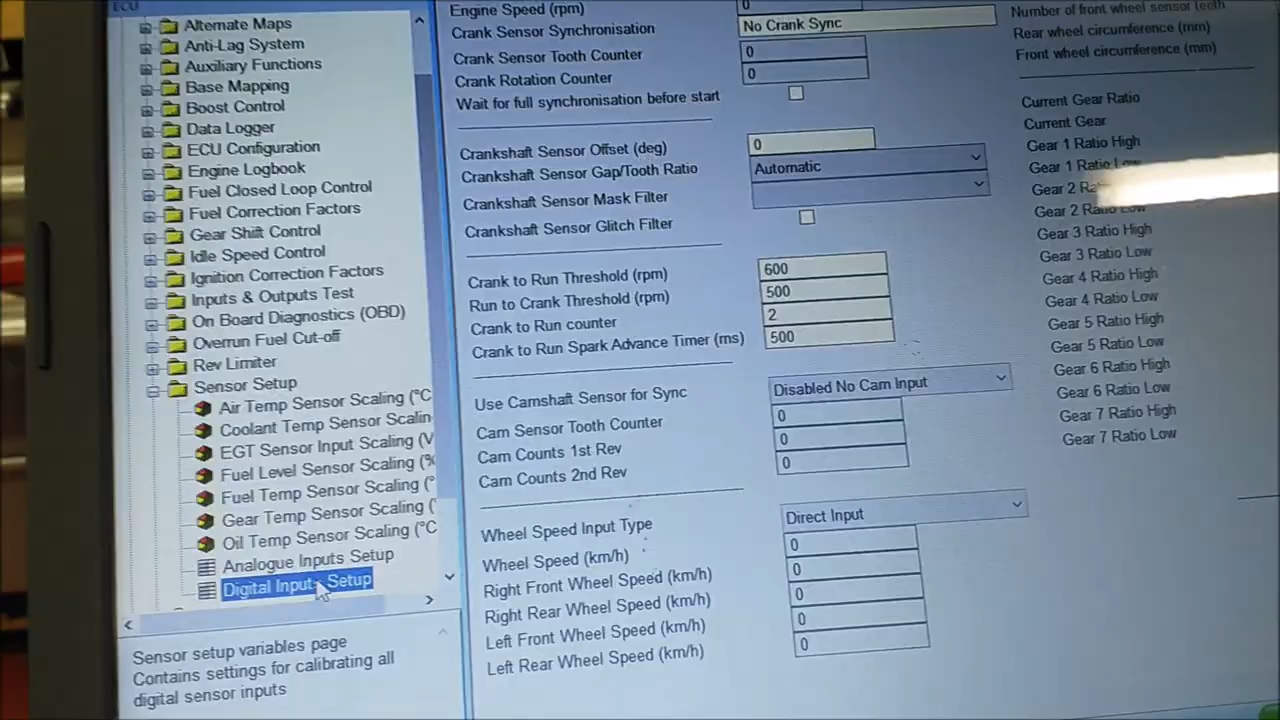 ECU
Alternate Maps
Anti-Lag System
Auxiliary Functions
Base Mapping
Boost Control
Data Logger
ECU Configuration
Engine Logbook
Fuel Closed Loop Control
Fuel Correction Factors
Gear Shift Control
Idle Speed Control
Ignition Correction Factors
Inputs & Outputs Test
On Board Diagnostics (OBD)
Overrun Fuel Cut-off
Rev Limiter
Sensor Setup
Air Temp Sensor Scaling (°C
Coolant Temp Sensor Scalin
EGT Sensor Input Scaling (V
Fuel Level Sensor Scaling (%
Fuel Temp Sensor Scaling (°
Gear Temp Sensor Scaling (
Oil Temp Sensor Scaling (°C
Analogue Inputs Setup
Digital Inputs Setup
Sensor setup variables page
Contains settings for calibrating all
digital sensor inputs
Engine Speed (rpm) 0
Crank Sensor Synchronisation No Crank Sync
Crank Sensor Tooth Counter 0
Crank Rotation Counter 0
Wait for full synchronisation before start
Crankshaft Sensor Offset (deg) 0
Crankshaft Sensor Gap/Tooth Ratio Automatic
Crankshaft Sensor Mask Filter
Crankshaft Sensor Glitch Filter
Crank to Run Threshold (rpm) 600
Run to Crank Threshold (rpm) 500
Crank to Run counter 2
Crank to Run Spark Advance Timer (ms) 500
Use Camshaft Sensor for Sync Disabled No Cam Input
Cam Sensor Tooth Counter 0
Cam Counts 1st Rev 0
Cam Counts 2nd Rev 0
Wheel Speed Input Type Direct Input
Wheel Speed (km/h) 0
Right Front Wheel Speed (km/h) 0
Right Rear Wheel Speed (km/h) 0
Left Front Wheel Speed (km/h) 0
Left Rear Wheel Speed (km/h) 0
Number of front wheel sensor teeth
Rear wheel circumference (mm)
Front wheel circumference (mm)
Current Gear Ratio
Current Gear
Gear 1 Ratio High
Gear 1 Ratio Low
Gear 2
Gear 2 Ratio Low
Gear 3 Ratio High
Gear 3 Ratio Low
Gear 4 Ratio High
Gear 4 Ratio Low
Gear 5 Ratio High
Gear 5 Ratio Low
Gear 6 Ratio High
Gear 6 Ratio Low
Gear 7 Ratio High
Gear 7 Ratio Low